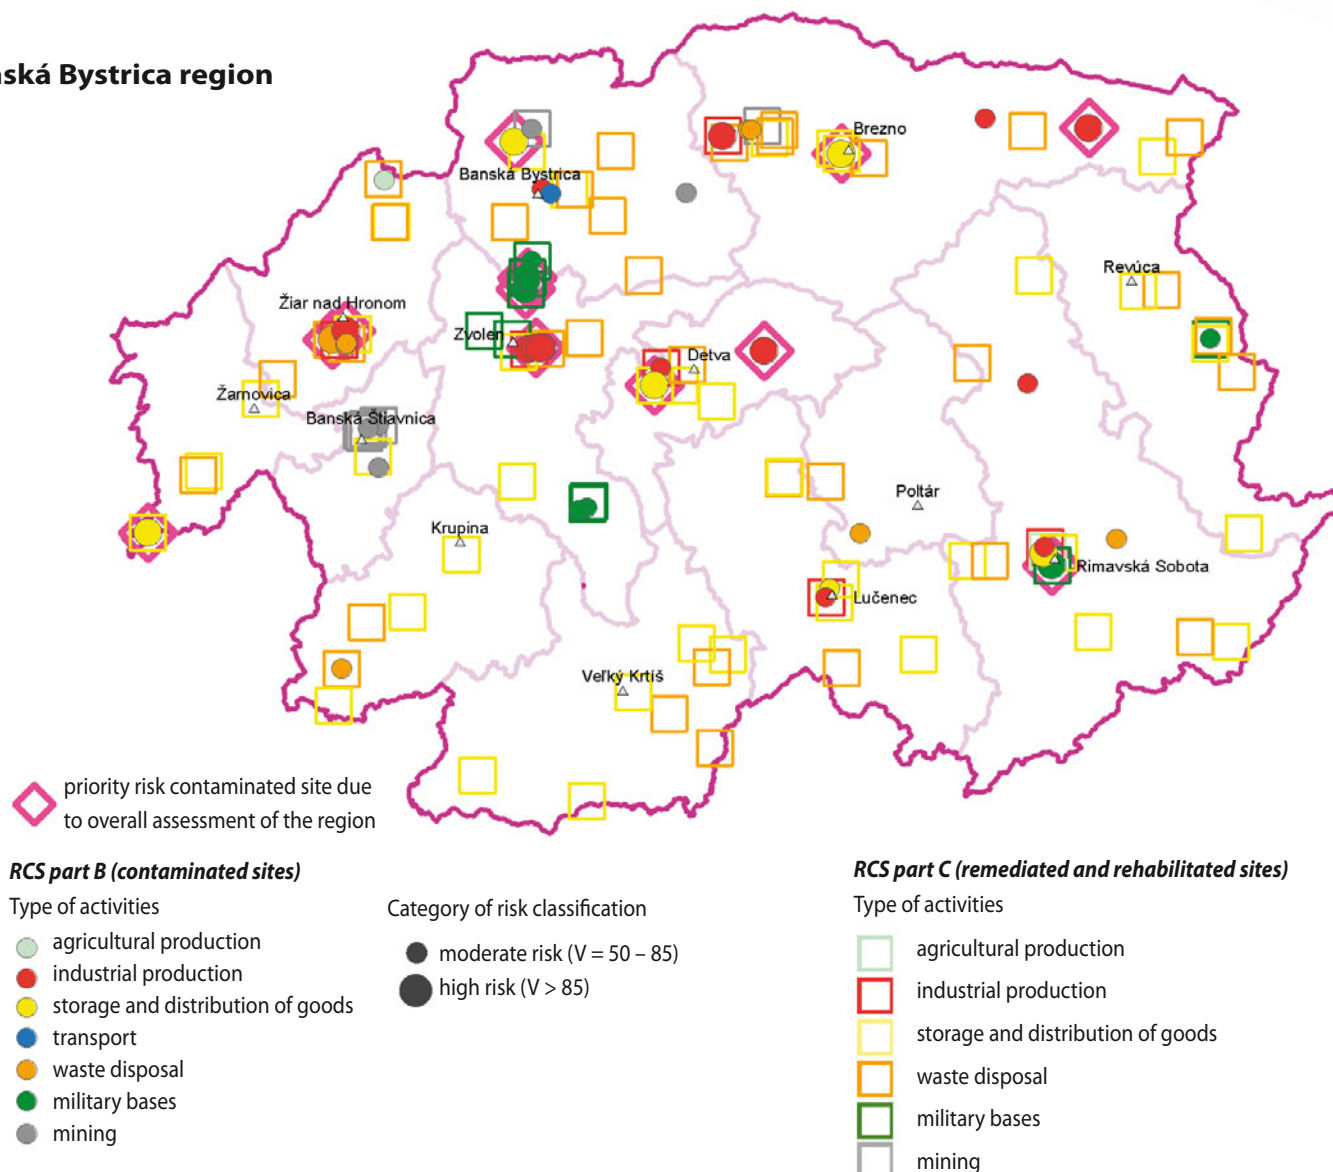 nská Bystrica region
Brezno
Banská Bystrica
Revúca
Žiar nad Hronom
Zvolen
Detva
Žarnovica
Banská Štiavnica
Poltár
Krupina
Rimavská Sobota
Lučenec
Veľký Krtíš
priority risk contaminated site due
to overall assessment of the region
RCS part B (contaminated sites)
Type of activities
agricultural production
industrial production
storage and distribution of goods
transport
waste disposal
military bases
mining
Category of risk classification
moderate risk (V = 50 – 85)
high risk (V > 85)
RCS part C (remediated and rehabilitated sites)
Type of activities
agricultural production
industrial production
storage and distribution of goods
waste disposal
military bases
mining